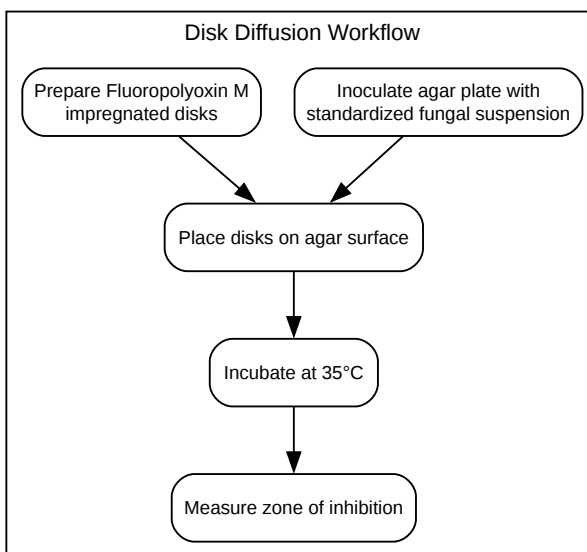 Disk Diffusion Workflow
Prepare Fluoropolyoxin M
impregnated disks
Inoculate agar plate with
standardized fungal suspension
Place disks on agar surface
Incubate at 35°C
Measure zone of inhibition